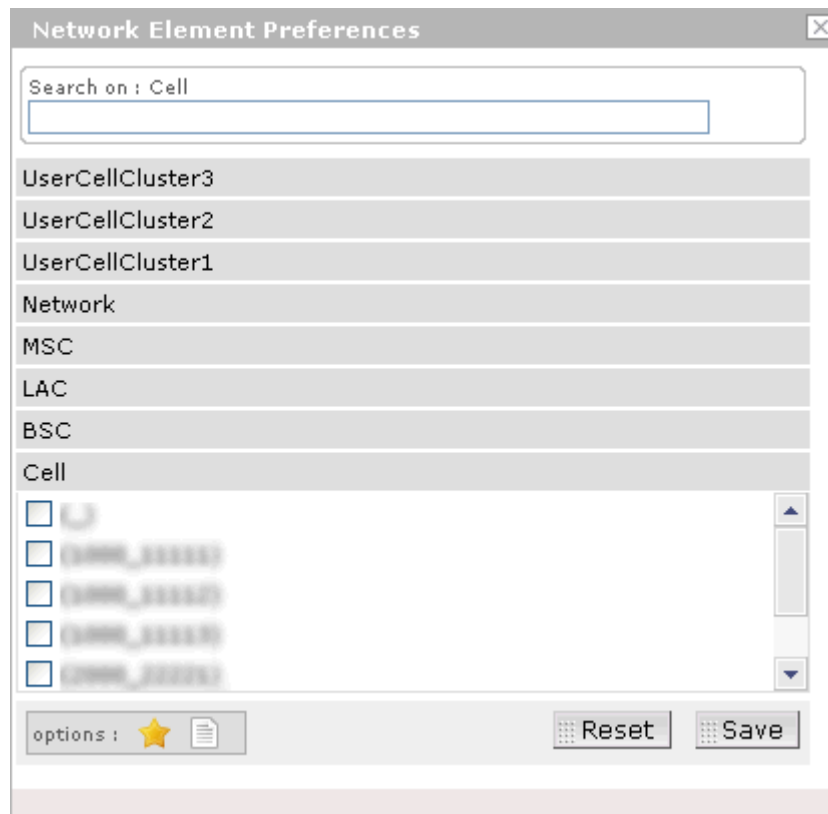 Network Element Preferences
Search on : Cell
UserCellCluster3
UserCellCluster2
UserCellCluster1
Network
MSC
LAC
BSC
Cell
options :
Reset
Save